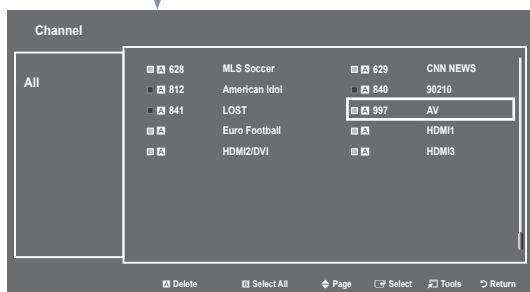 Channel
All
A 628 MLS Soccer A 629 CNN NEWS
A 812 American Idol A 840 90210
A 841 LOST A 997 AV
A Euro Football A HDMI1
A HDMI2/DVI A HDMI3
A Delete B Select All Page Select Tools Return